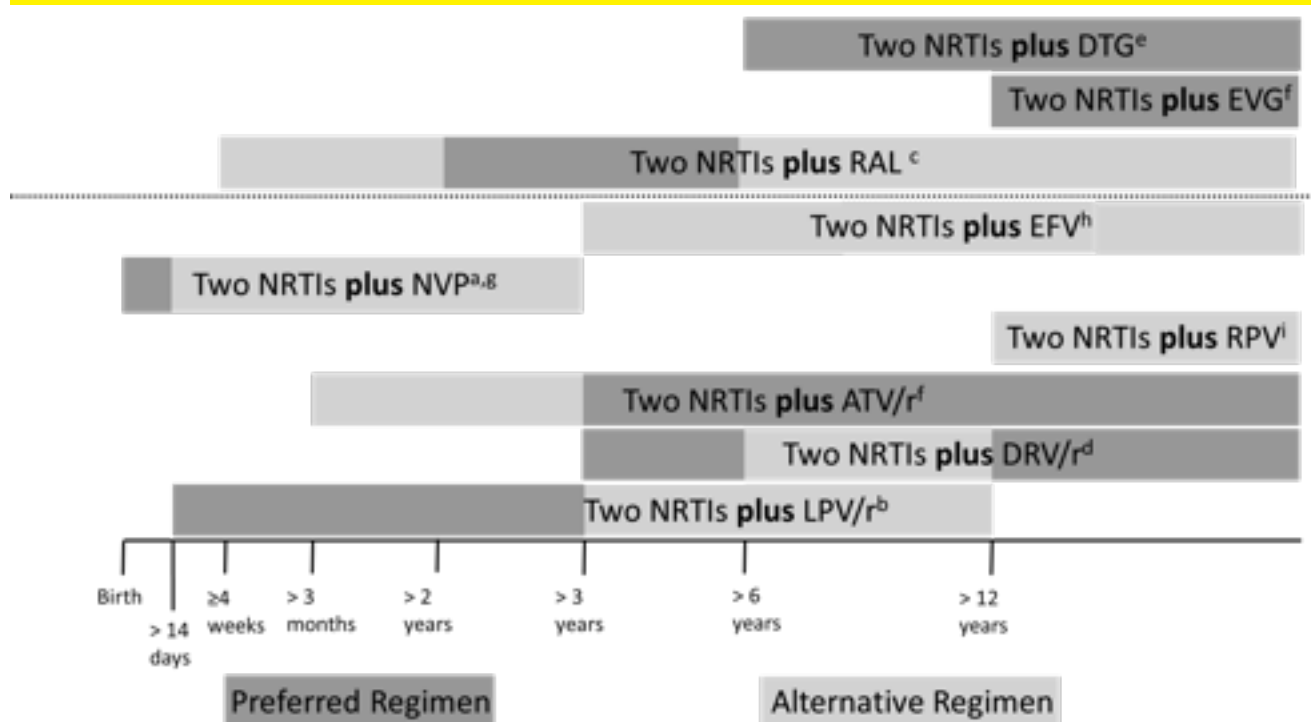 Two NRTIs plus DTGᵉ
Two NRTIs plus EVGᶠ
Two NRTIs plus RAL ᶜ
Two NRTIs plus EFVʰ
Two NRTIs plus NVPᵃ,ᵍ
Two NRTIs plus RPVⁱ
Two NRTIs plus ATV/rᶠ
Two NRTIs plus DRV/rᵈ
Two NRTIs plus LPV/rᵇ
Birth
> 14
days
≥4
weeks
> 3
months
> 2
years
> 3
years
> 6
years
> 12
years
Preferred Regimen
Alternative Regimen